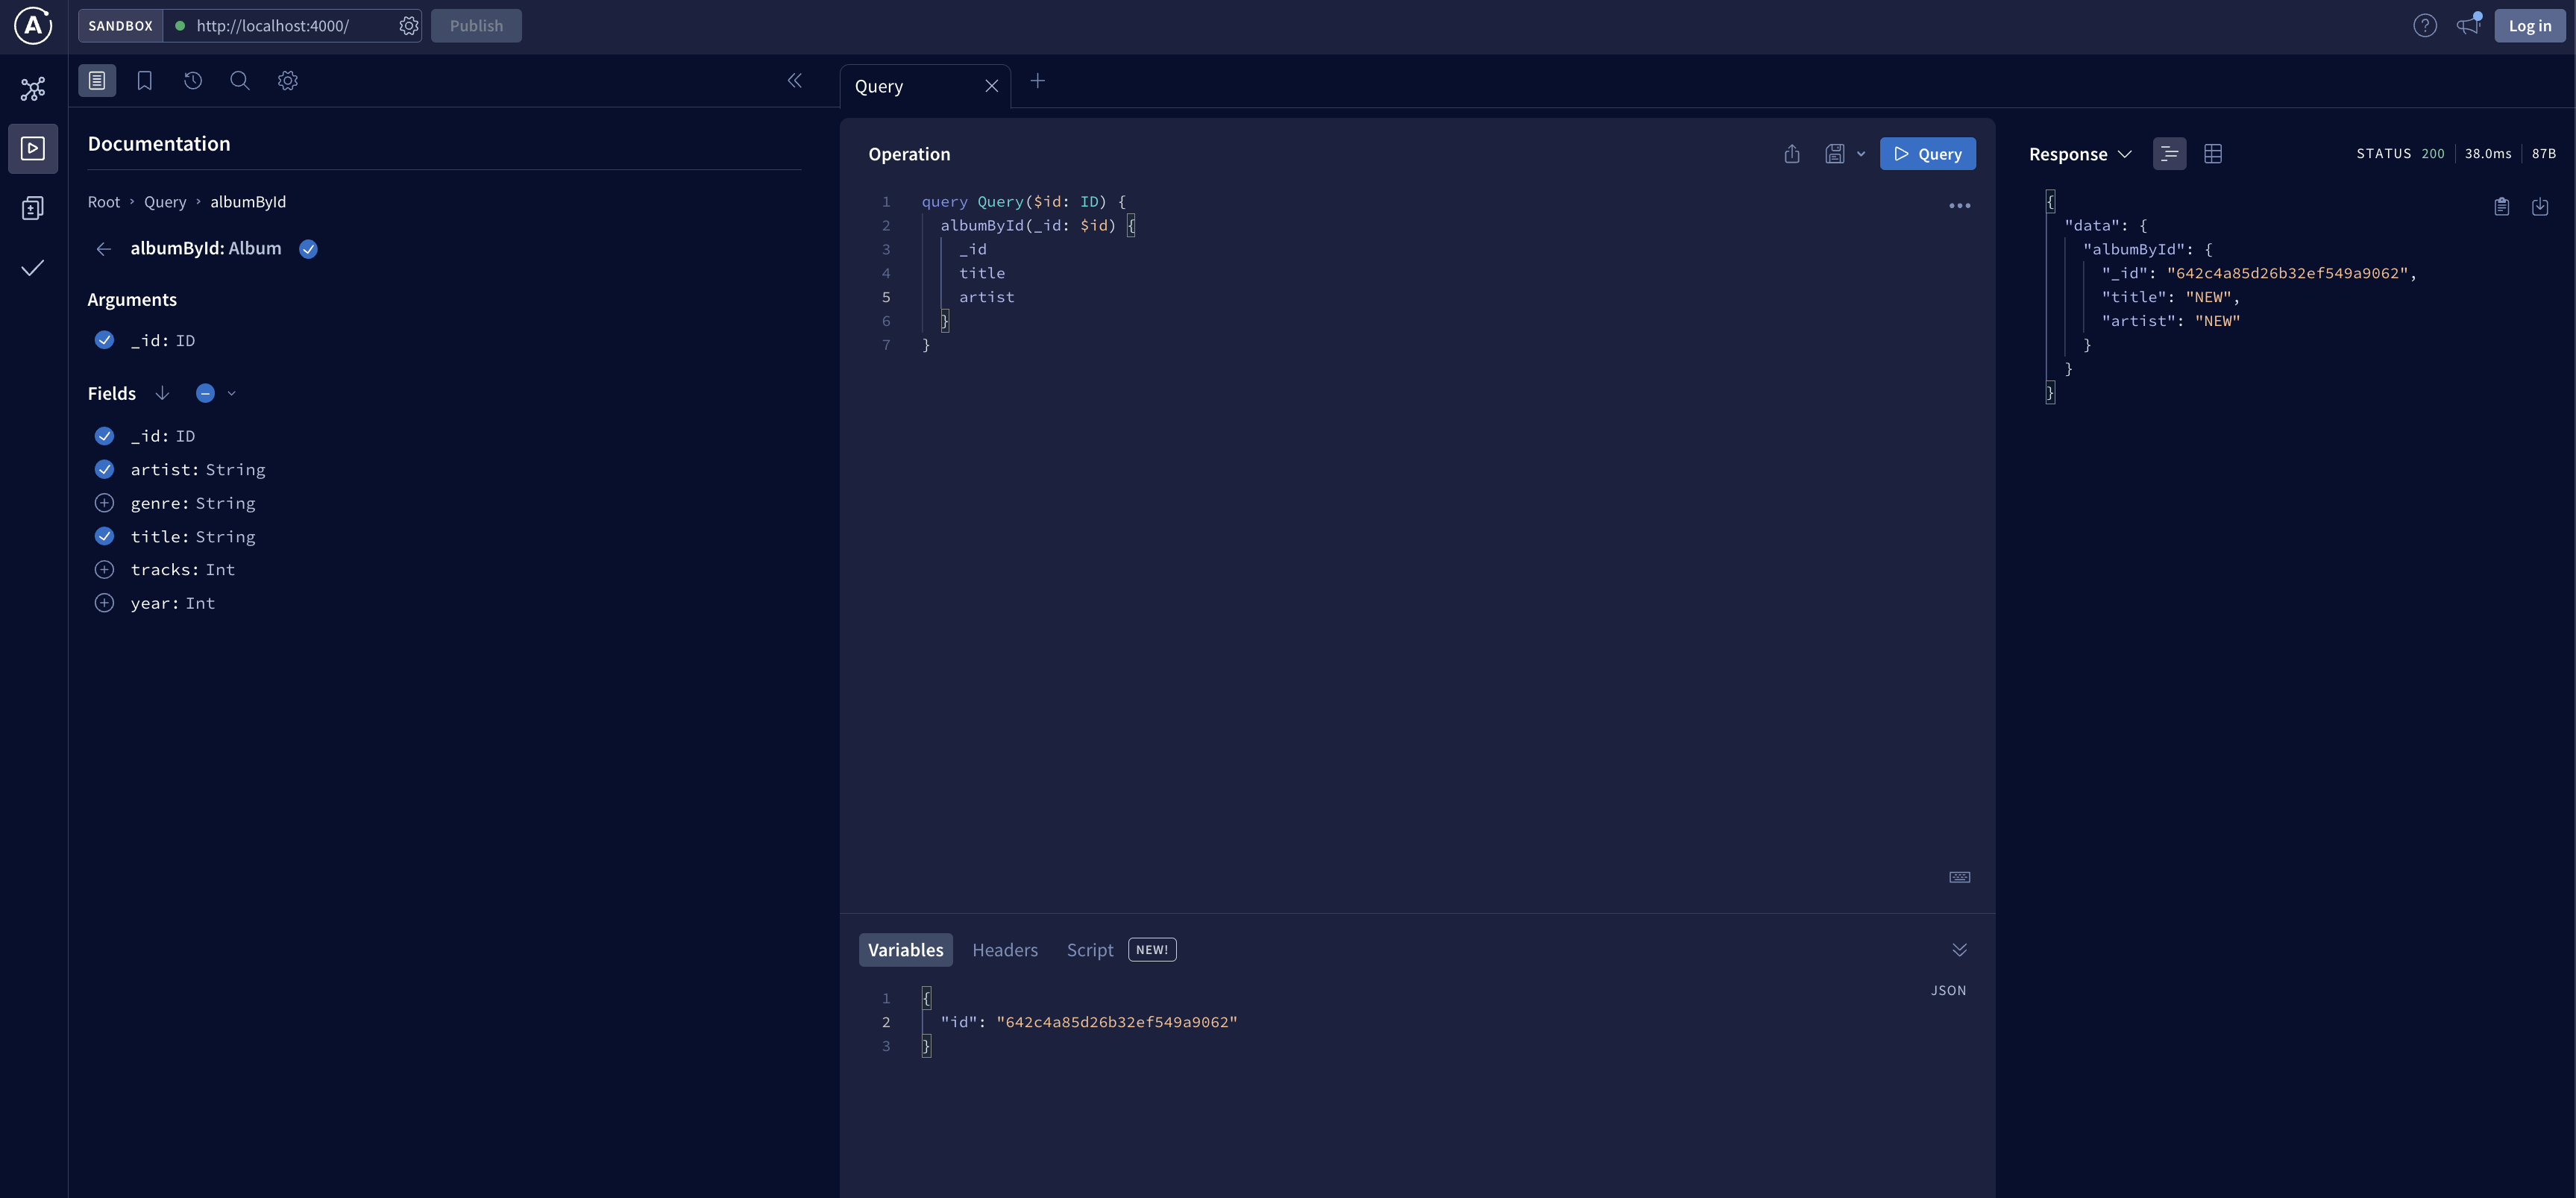 SANDBOX http://localhost:4000/ Publish Log in
Documentation
Root › Query › albumById
albumById: Album
Arguments
_id: ID
Fields
_id: ID
artist: String
genre: String
title: String
tracks: Int
year: Int
Query
Operation
Query
1 query Query($id: ID) {
2 albumById(_id: $id) {
3 _id
4 title
5 artist
6 }
7 }
Variables Headers Script NEW!
JSON
1 {
2 "id": "642c4a85d26b32ef549a9062"
3 }
Response STATUS 200 38.0ms 87B
{
"data": {
"albumById": {
"_id": "642c4a85d26b32ef549a9062",
"title": "NEW",
"artist": "NEW"
}
}
}